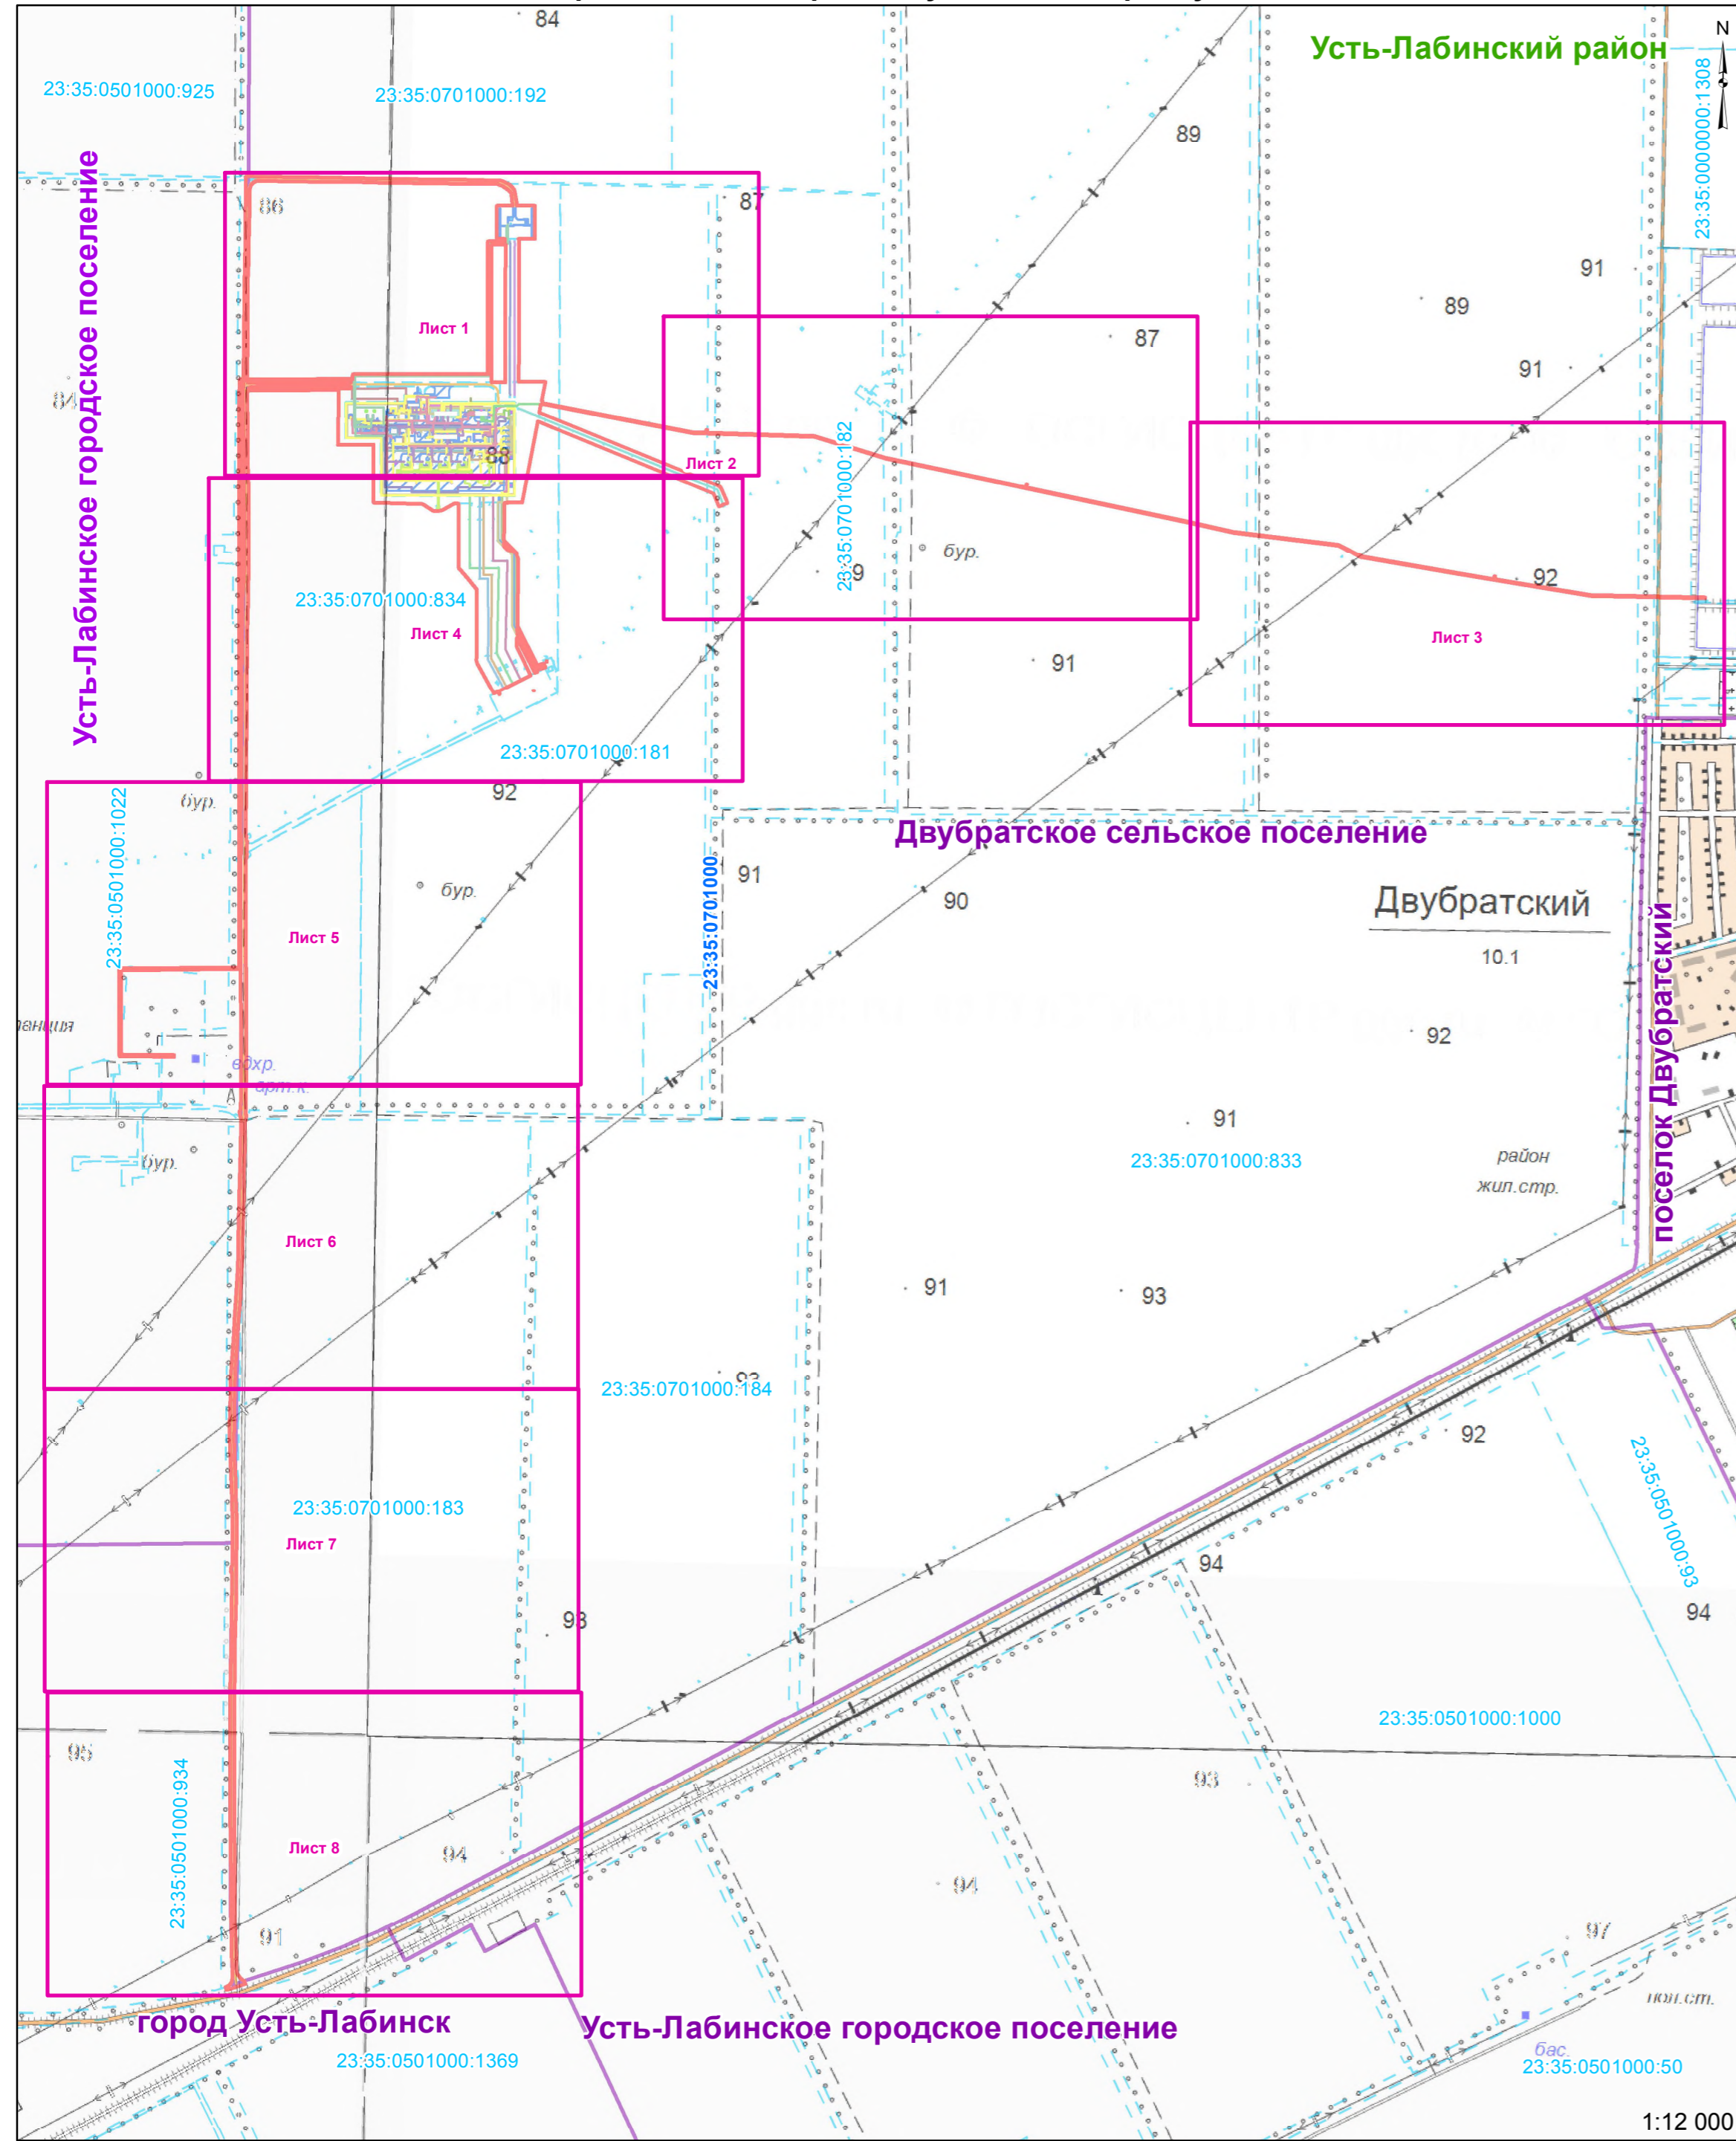 84
Усть-Лабинский район
N
23:35:0501000:925
23:35:0701000:192
23:35:0000000:1308
89
Усть-Лабинское городское поселение
86
87
91
89
Лист 1
87
91
84
88
Лист 2
23:35:0701000:182
бур.
92
23:35:0701000:834
Лист 4
Лист 3
91
23:35:0701000:181
92
бур.
23:35:0501000:1022
Двубратское сельское поселение
91
бур.
90
Двубратский
23:35:0701000
Лист 5
10.1
поселок Двубратский
92
вдхр.
арт.к.
А
91
бур.
23:35:0701000:833
район
жил.стр.
Лист 6
91
93
23:35:0701000:184
92
23:35:0701000:183
Лист 7
23:35:0501000:93
94
94
93
23:35:0501000:1000
95
23:35:0501000:934
93
Лист 8
94
94
91
97
пол.ст.
город Усть-Лабинск
Усть-Лабинское городское поселение
бас.
23:35:0501000:1369
23:35:0501000:50
1:12 000